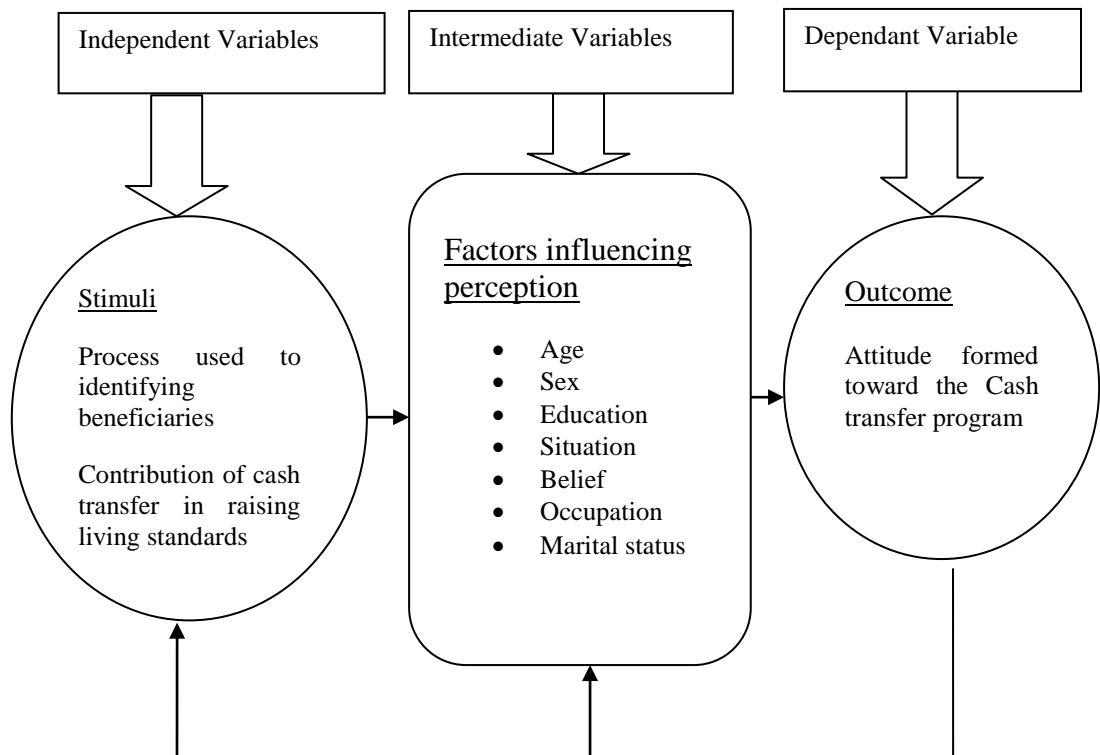 Independent Variables
Intermediate Variables
Dependant Variable
Stimuli
Process used to
identifying
beneficiaries
Contribution of cash
transfer in raising
living standards
Factors influencing
perception
• Age
• Sex
• Education
• Situation
• Belief
• Occupation
• Marital status
Outcome
Attitude formed
toward the Cash
transfer program